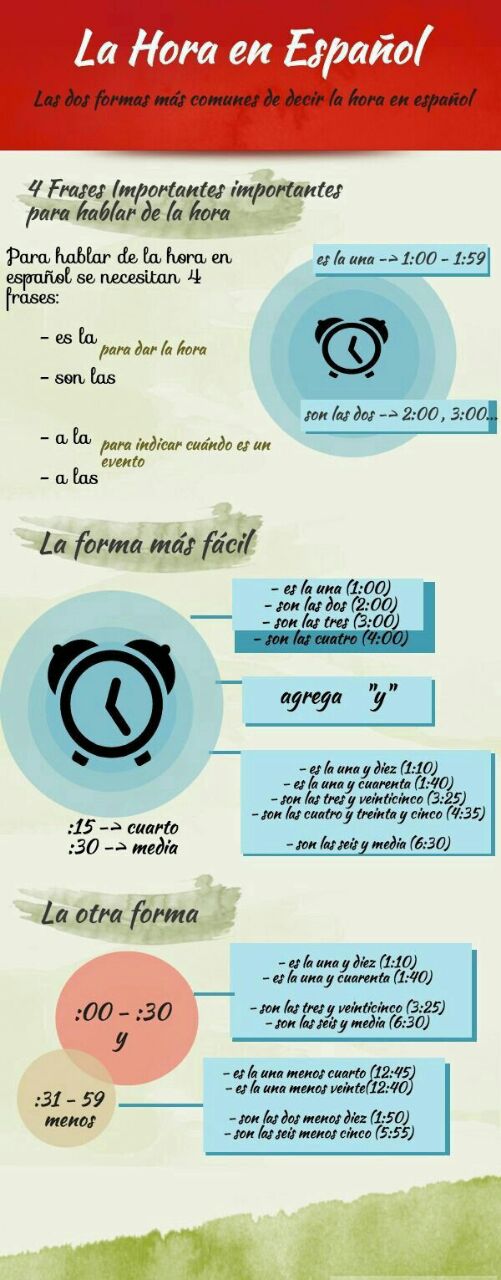 La Hora en Español
Las dos formas más comunes de decir la hora en español
4 Frases Importantes importantes
para hablar de la hora
Para hablar de la hora en
español se necesitan 4
frases:
- es la
para dar la hora
- son las
- a la
para indicar cuándo es un
evento
- a las
es la una --> 1:00 - 1:59
son las dos --> 2:00 , 3:00...
La forma más fácil
- es la una (1:00)
- son las dos (2:00)
- son las tres (3:00)
- son las cuatro (4:00)
agrega "y"
- es la una y diez (1:10)
- es la una y cuarenta (1:40)
- son las tres y veinticinco (3:25)
- son las cuatro y treinta y cinco (4:35)
- son las seis y media (6:30)
:15 --> cuarto
:30 --> media
La otra forma
:00 - :30
y
- es la una y diez (1:10)
- es la una y cuarenta (1:40)
- son las tres y veinticinco (3:25)
- son las seis y media (6:30)
:31 - 59
menos
- es la una menos cuarto (12:45)
- es la una menos veinte(12:40)
- son las dos menos diez (1:50)
- son las seis menos cinco (5:55)